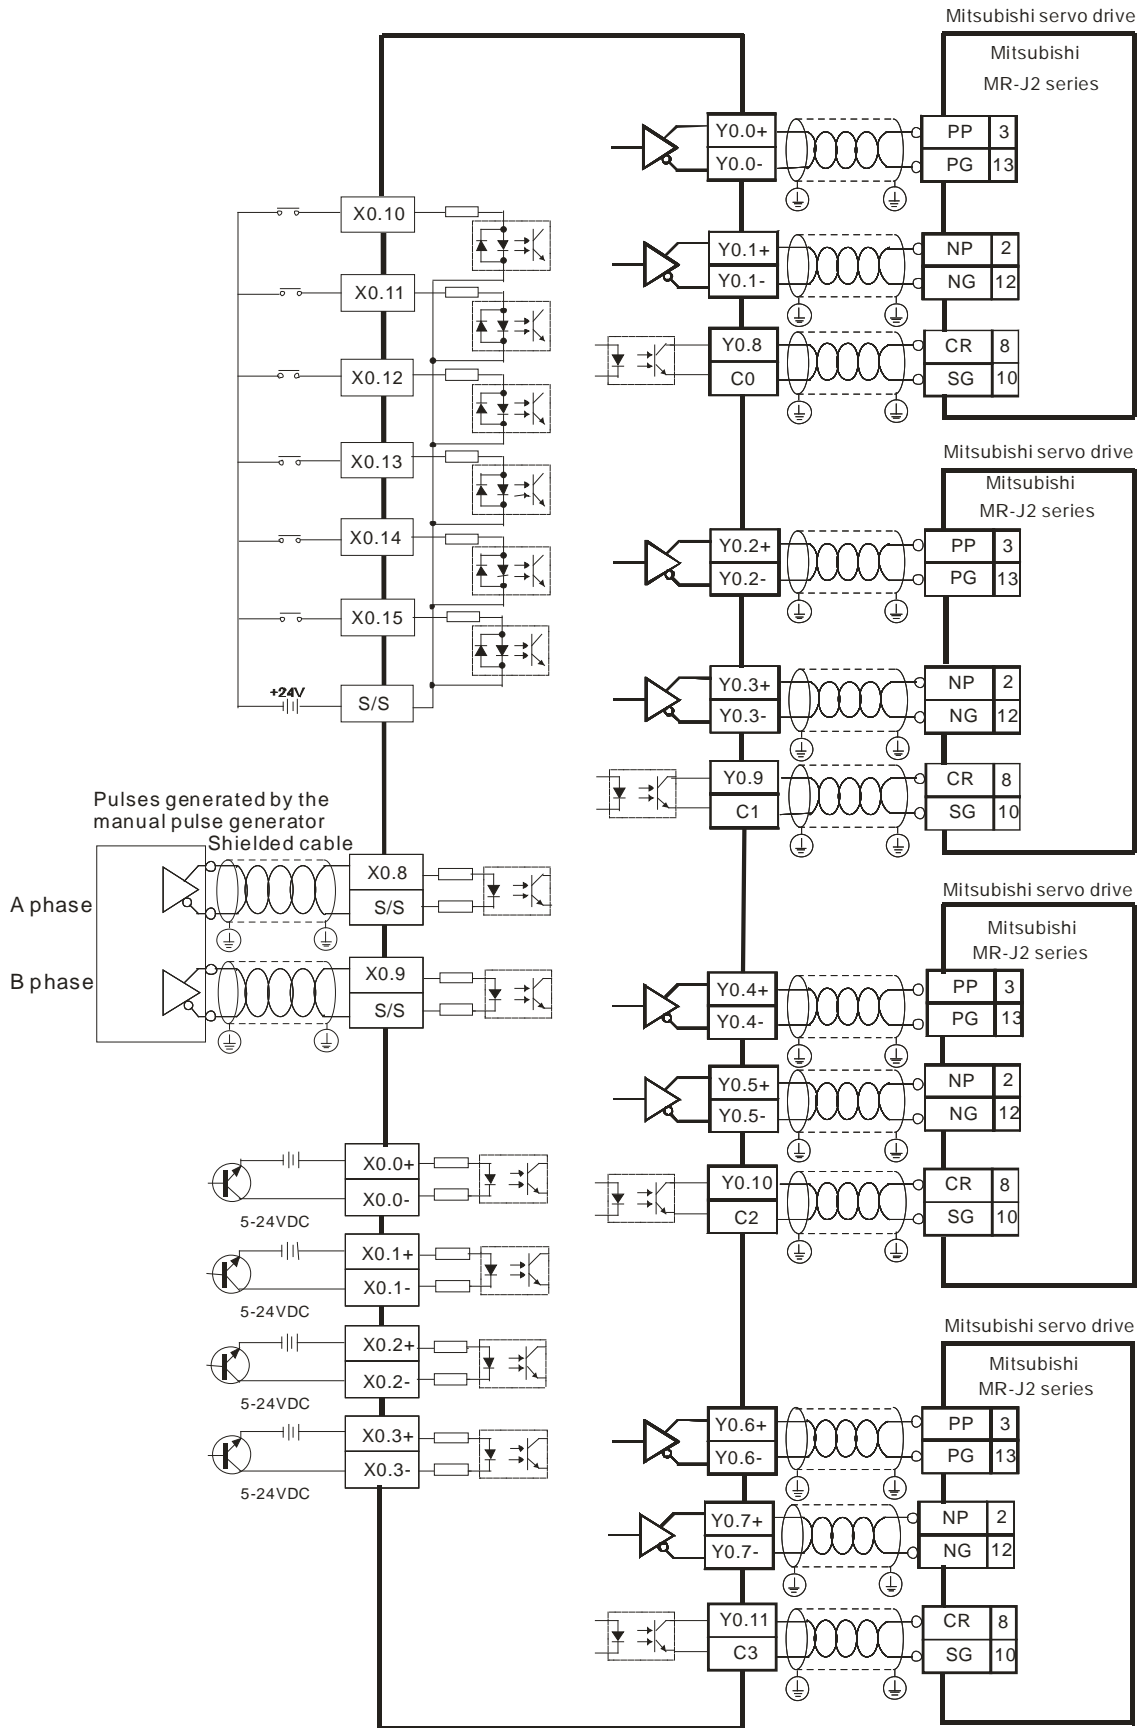 Mitsubishi servo drive
Mitsubishi
MR-J2 series
Y0.0+
PP 3
Y0.0-
PG 13
X0.10
Y0.1+
NP 2
Y0.1-
NG 12
X0.11
Y0.8
CR 8
C0
SG 10
X0.12
Mitsubishi servo drive
X0.13
Mitsubishi
MR-J2 series
X0.14
Y0.2+
PP 3
Y0.2-
PG 13
X0.15
+24V
S/S
Y0.3+
NP 2
Y0.3-
NG 12
Y0.9
CR 8
C1
SG 10
Pulses generated by the
manual pulse generator
Shielded cable
X0.8
A phase
S/S
Mitsubishi servo drive
Mitsubishi
MR-J2 series
B phase
X0.9
S/S
Y0.4+
PP 3
Y0.4-
PG 13
Y0.5+
NP 2
Y0.5-
NG 12
X0.0+
X0.0-
5-24VDC
Y0.10
CR 8
C2
SG 10
X0.1+
X0.1-
5-24VDC
X0.2+
X0.2-
5-24VDC
Mitsubishi servo drive
Mitsubishi
MR-J2 series
X0.3+
X0.3-
5-24VDC
Y0.6+
PP 3
Y0.6-
PG 13
Y0.7+
NP 2
Y0.7-
NG 12
Y0.11
CR 8
C3
SG 10